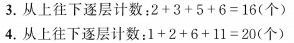 3. 从上往下逐层计数:2+3+5+6=16(个)
4. 从上往下逐层计数:1+2+6+11=20(个)